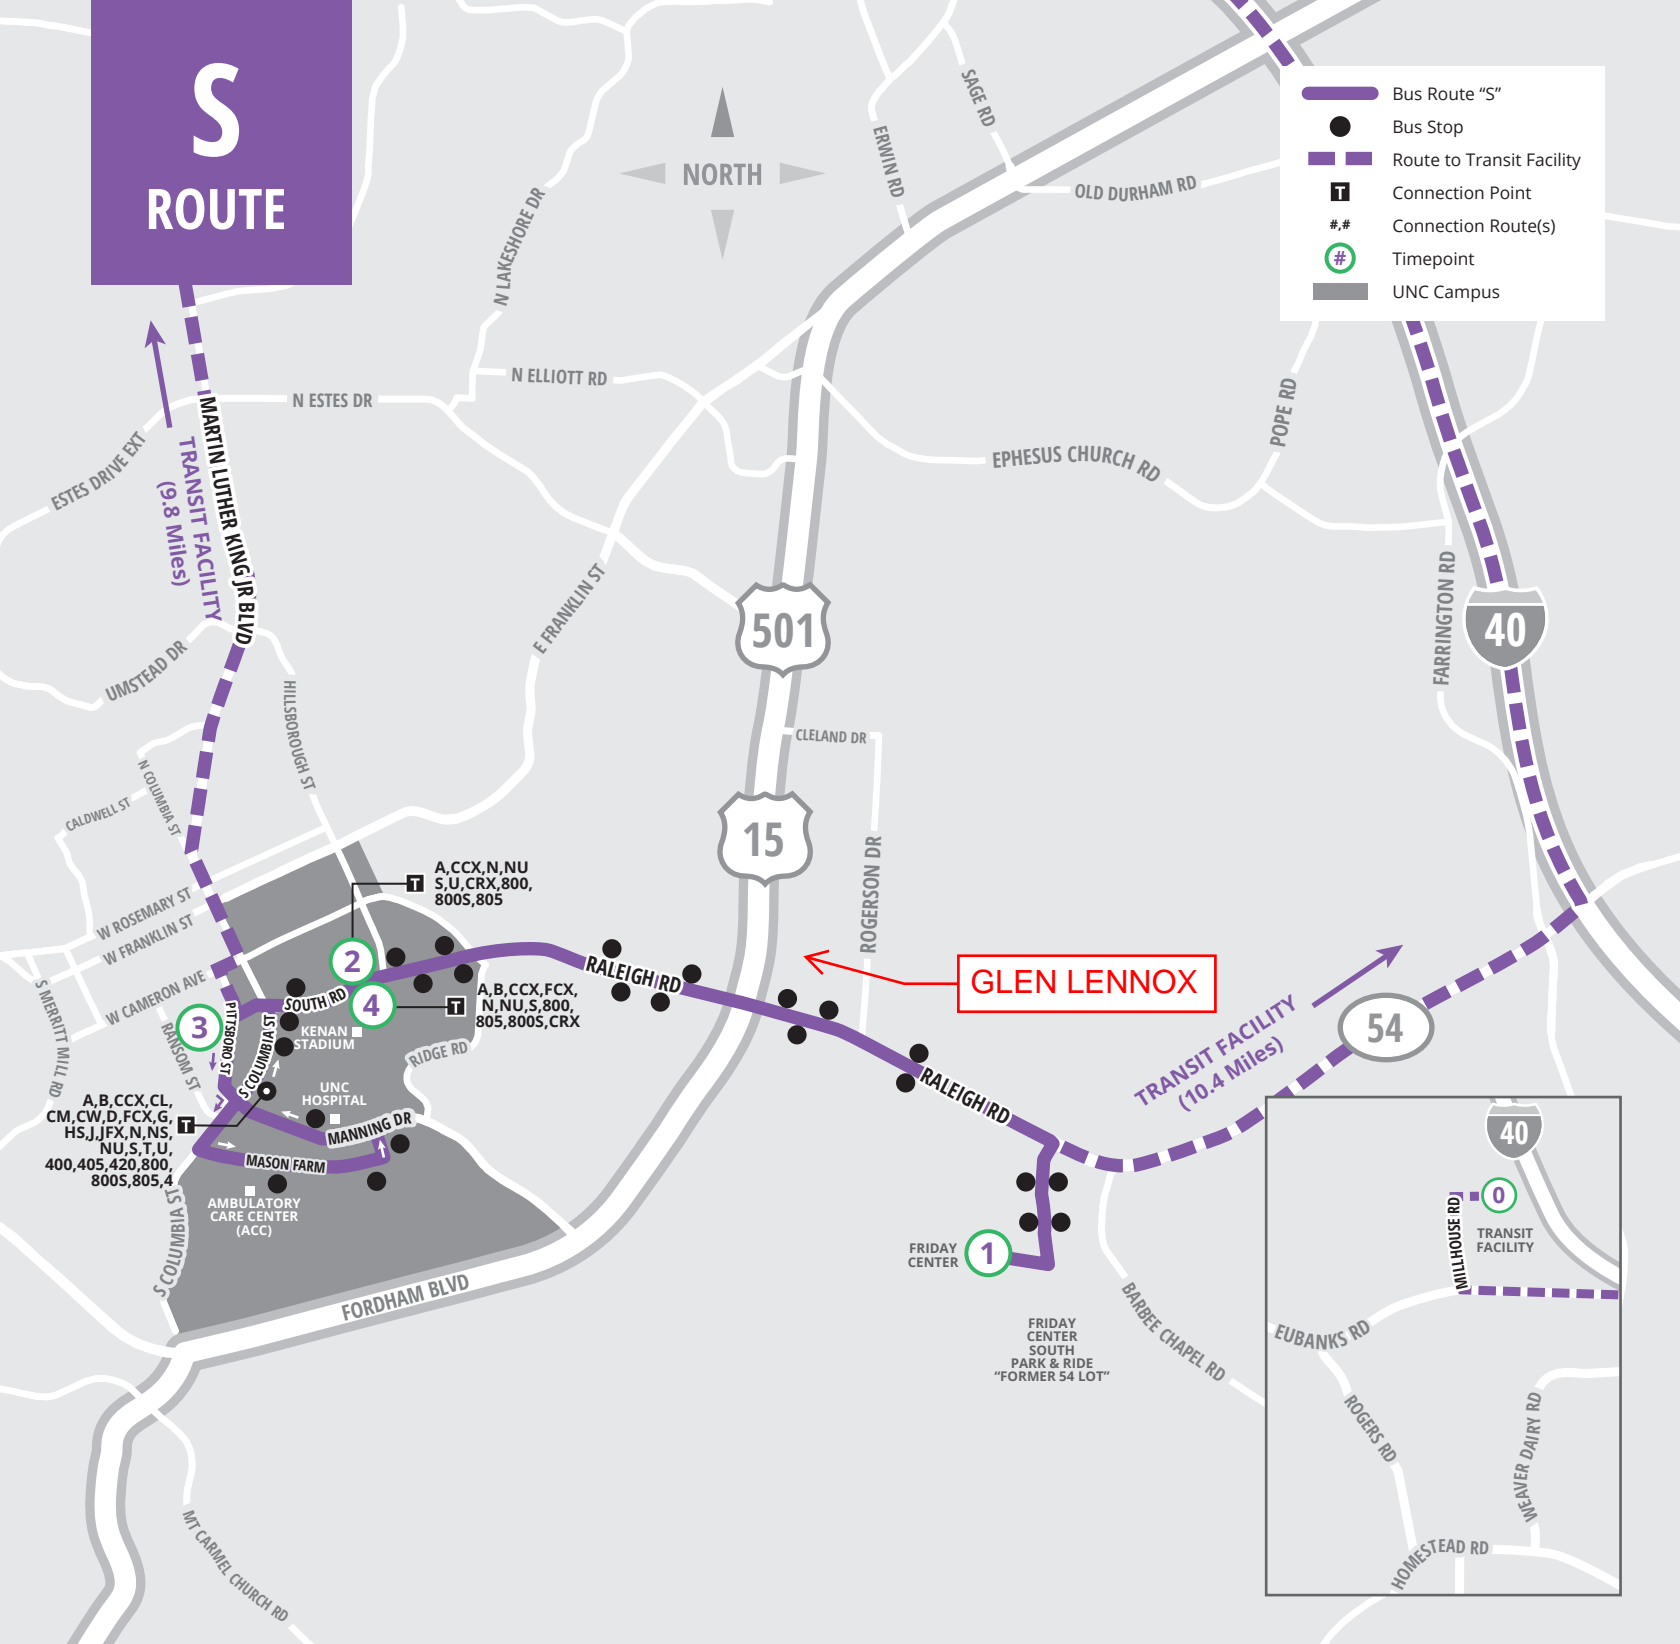 S
ROUTE
NORTH
Bus Route “S”
Bus Stop
Route to Transit Facility
T
Connection Point
#,#
Connection Route(s)
#
Timepoint
UNC Campus
SAGE RD
ERWIN RD
OLD DURHAM RD
N LAKESHORE DR
N ELLIOTT RD
N ESTES DR
ESTES DRIVE EXT
MARTIN LUTHER KING JR BLVD
TRANSIT FACILITY
(9.8 Miles)
POPE RD
EPHESUS CHURCH RD
FARRINGTON RD
40
501
E FRANKLIN ST
UMSTEAD DR
HILLSBOROUGH ST
CLELAND DR
N COLUMBIA ST
CALDWELL ST
15
ROGERSON DR
W ROSEMARY ST
W FRANKLIN ST
W CAMERON AVE
S MERRITT MILL RD
RANSOM ST
PITTSBORO ST
S COLUMBIA ST
T
A,CCX,N,NU
S,U,CRX,800,
800S,805
2
4
3
SOUTH RD
T
A,B,CCX,FCX,
N,NU,S,800,
805,800S,CRX
KENAN
STADIUM
RIDGE RD
UNC
HOSPITAL
MANNING DR
MASON FARM
AMBULATORY
CARE CENTER
(ACC)
T
A,B,CCX,CL,
CM,CW,D,FCX,G,
HS,J,JFX,N,NS,
NU,S,T,U,
400,405,420,800,
800S,805,4
S COLUMBIA ST
FORDHAM BLVD
MT CARMEL CHURCH RD
RALEIGH RD
GLEN LENNOX
RALEIGH RD
TRANSIT FACILITY
(10.4 Miles)
54
FRIDAY
CENTER
1
FRIDAY
CENTER
SOUTH
PARK & RIDE
“FORMER 54 LOT”
BARBEE CHAPEL RD
40
0
TRANSIT
FACILITY
MILLHOUSE RD
EUBANKS RD
ROGERS RD
WEAVER DAIRY RD
HOMESTEAD RD